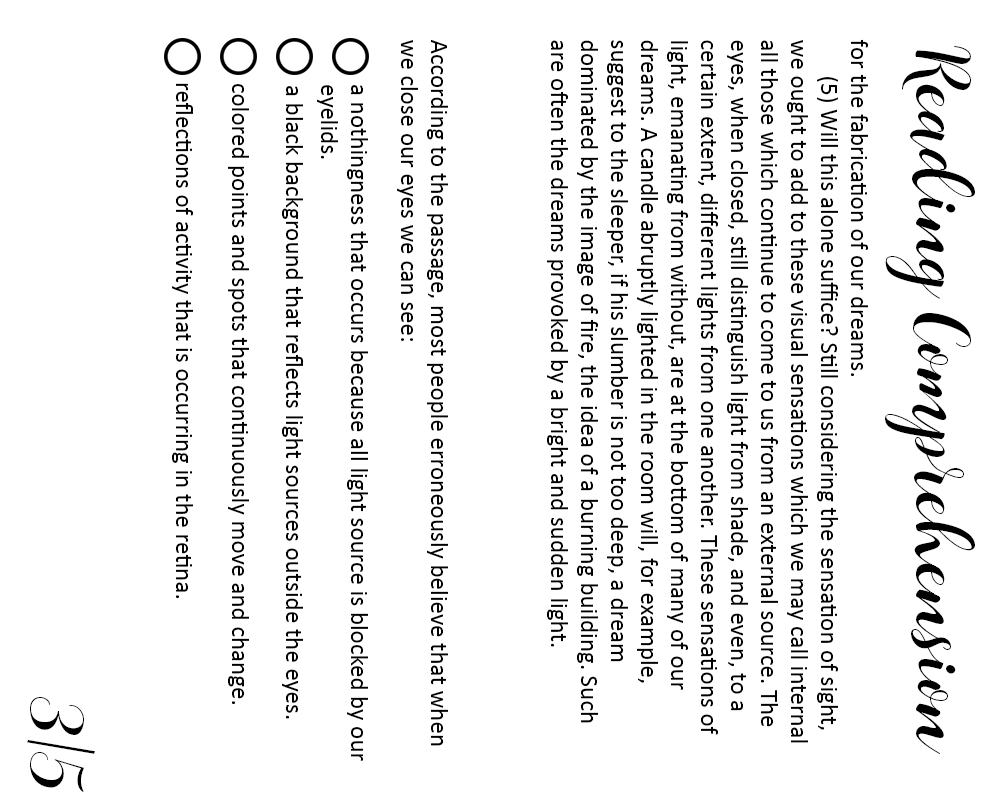 Reading Comprehension
for the fabrication of our dreams.
(5) Will this alone suffice? Still considering the sensation of sight,
we ought to add to these visual sensations which we may call internal
all those which continue to come to us from an external source. The
eyes, when closed, still distinguish light from shade, and even, to a
certain extent, different lights from one another. These sensations of
light, emanating from without, are at the bottom of many of our
dreams. A candle abruptly lighted in the room will, for example,
suggest to the sleeper, if his slumber is not too deep, a dream
dominated by the image of fire, the idea of a burning building. Such
are often the dreams provoked by a bright and sudden light.
According to the passage, most people erroneously believe that when
we close our eyes we can see:
a nothingness that occurs because all light source is blocked by our
eyelids.
a black background that reflects light sources outside the eyes.
colored points and spots that continuously move and change.
reflections of activity that is occurring in the retina.
3/5